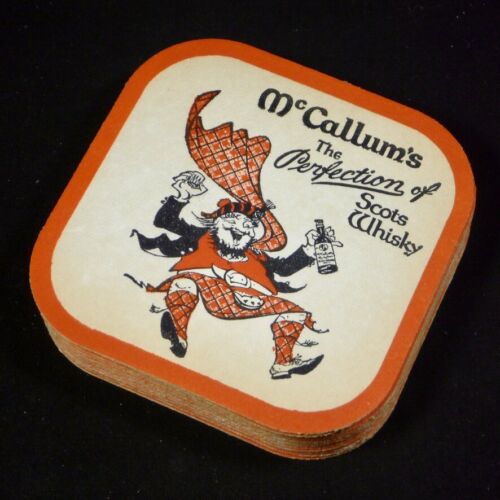 McCallum's
The
Perfection of
Scots
Whisky